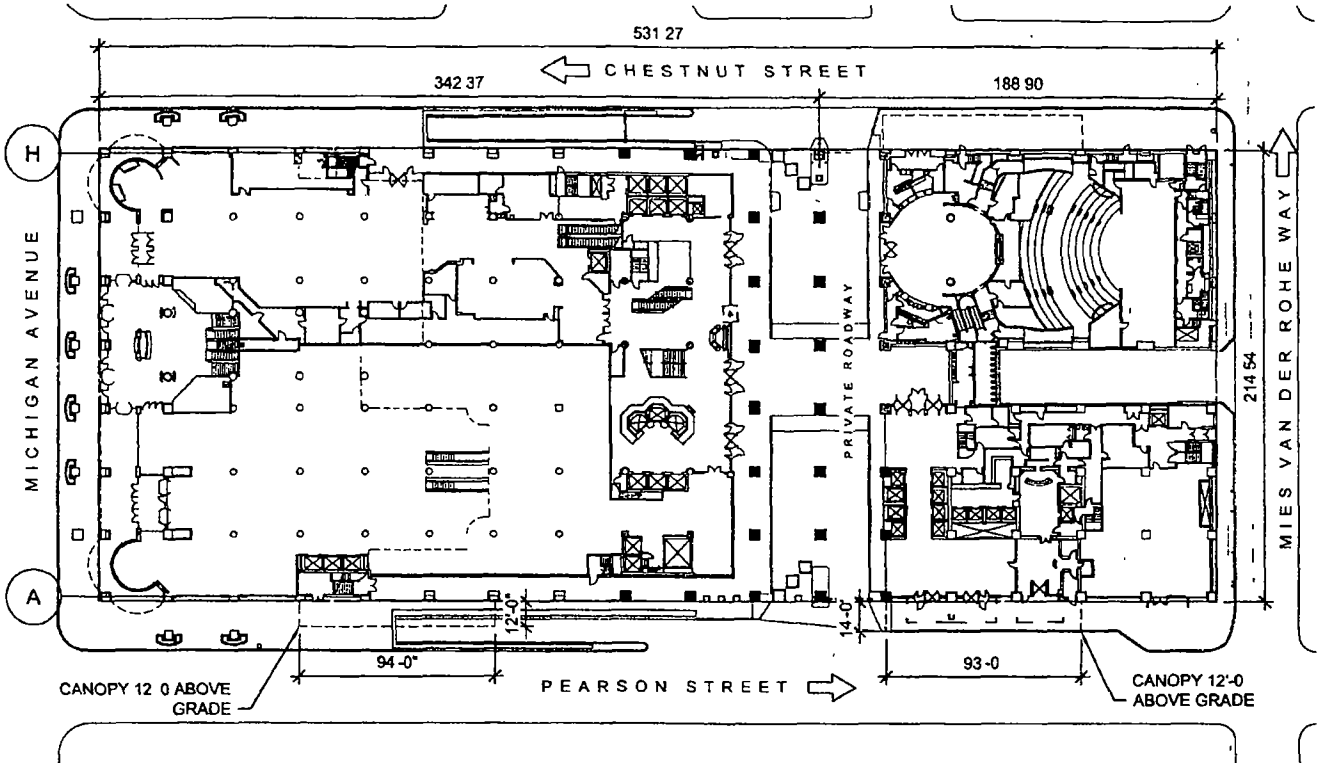 531 27
CHESTNUT STREET
342 37
188 90
H
MICHIGAN AVENUE
PRIVATE ROADWAY
214 54
MIES VAN DER ROHE WAY
A
12'-0"
14-0"
94-0"
93-0
CANOPY 12 0 ABOVE
GRADE
PEARSON STREET
CANOPY 12'-0
ABOVE GRADE